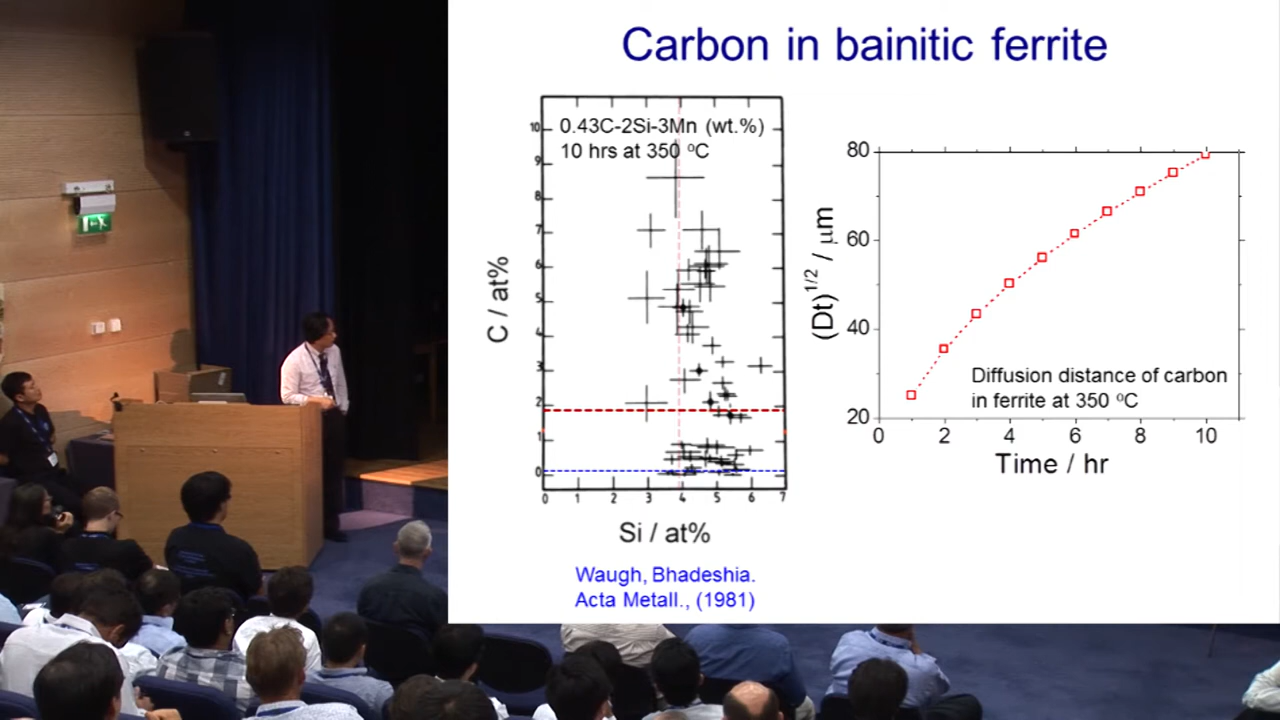 Carbon in bainitic ferrite
0.43C-2Si-3Mn (wt.%)
10 hrs at 350 ºC
C / at%
10
9
8
7
6
5
4
3
2
1
0
0 1 2 3 4 5 6 7
Si / at%
Waugh, Bhadeshia.
Acta Metall., (1981)
(Dt)^1/2 / μm
80
60
40
20
Diffusion distance of carbon
in ferrite at 350 ºC
0 2 4 6 8 10
Time / hr